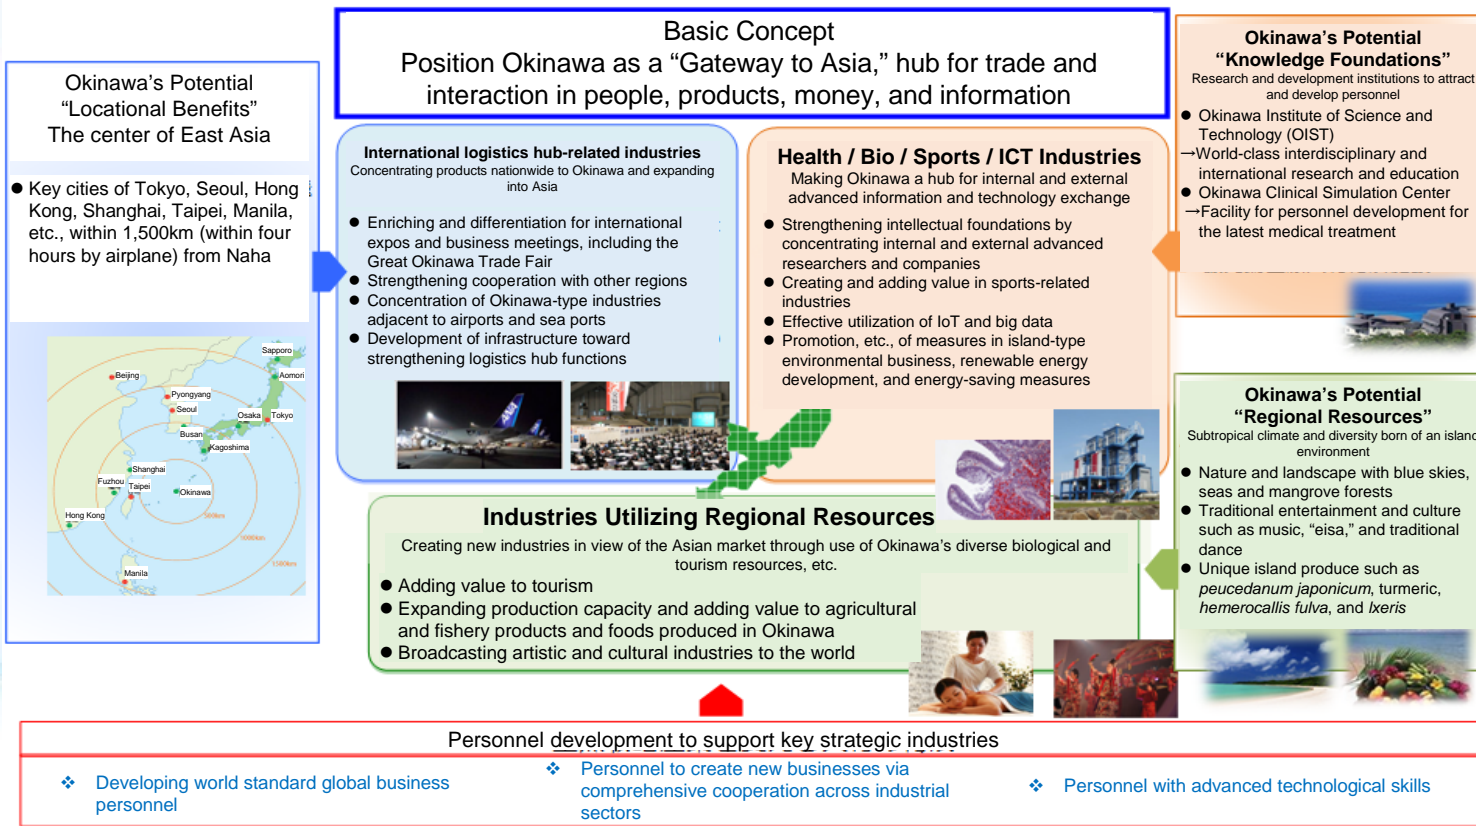 Basic Concept
Position Okinawa as a “Gateway to Asia,” hub for trade and
interaction in people, products, money, and information
Okinawa’s Potential
“Locational Benefits”
The center of East Asia
● Key cities of Tokyo, Seoul, Hong
Kong, Shanghai, Taipei, Manila,
etc., within 1,500km (within four
hours by airplane) from Naha
Sapporo
Beijing
Aomori
Pyongyang
Seoul
Osaka
Tokyo
Busan
Kagoshima
Shanghai
Fuzhou
Taipei
Okinawa
Hong Kong
500km
1000km
1500km
Manila
International logistics hub-related industries
Concentrating products nationwide to Okinawa and expanding
into Asia
● Enriching and differentiation for international
expos and business meetings, including the
Great Okinawa Trade Fair
● Strengthening cooperation with other regions
● Concentration of Okinawa-type industries
adjacent to airports and sea ports
● Development of infrastructure toward
strengthening logistics hub functions
ANA
Health / Bio / Sports / ICT Industries
Making Okinawa a hub for internal and external
advanced information and technology exchange
● Strengthening intellectual foundations by
concentrating internal and external advanced
researchers and companies
● Creating and adding value in sports-related
industries
● Effective utilization of IoT and big data
● Promotion, etc., of measures in island-type
environmental business, renewable energy
development, and energy-saving measures
Okinawa’s Potential
“Knowledge Foundations”
Research and development institutions to attract
and develop personnel
● Okinawa Institute of Science and
Technology (OIST)
→World-class interdisciplinary and
international research and education
● Okinawa Clinical Simulation Center
→Facility for personnel development for
the latest medical treatment
Okinawa’s Potential
“Regional Resources”
Subtropical climate and diversity born of an island
environment
● Nature and landscape with blue skies,
seas and mangrove forests
● Traditional entertainment and culture
such as music, “eisa,” and traditional
dance
● Unique island produce such as
peucedanum japonicum, turmeric,
hemerocallis fulva, and Ixeris
Industries Utilizing Regional Resources
Creating new industries in view of the Asian market through use of Okinawa’s diverse biological and
tourism resources, etc.
● Adding value to tourism
● Expanding production capacity and adding value to agricultural
and fishery products and foods produced in Okinawa
● Broadcasting artistic and cultural industries to the world
Personnel development to support key strategic industries
❖ Developing world standard global business
personnel
❖ Personnel to create new businesses via
comprehensive cooperation across industrial
sectors
❖ Personnel with advanced technological skills